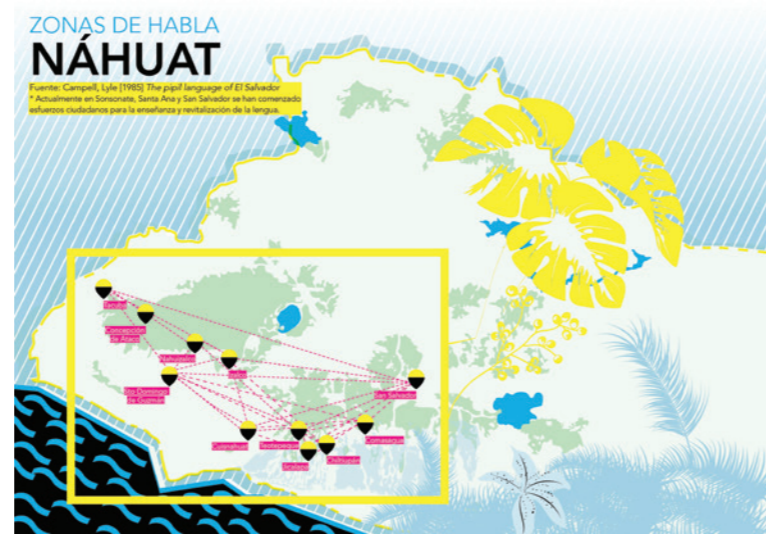 ZONAS DE HABLA
NÁHUAT
Fuente: Campell, Lyle [1985] The pipil language of El Salvador
* Actualmente en Sonsonate, Santa Ana y San Salvador se han comenzado
esfuerzos ciudadanos para la enseñanza y revitalización de la lengua.
Tacuba
Concepción
de Ataco
Nahuizalco
Izalco
Sto Domingo
de Guzmán
San Salvador
Cuisnahuat
Teotepeque
Jicalapa
Chiltiupán
Comasagua